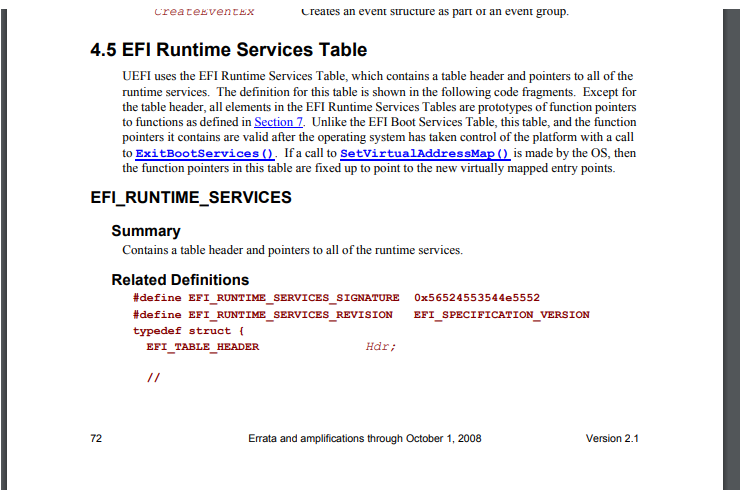 CreateEventEx Creates an event structure as part of an event group.
4.5 EFI Runtime Services Table
UEFI uses the EFI Runtime Services Table, which contains a table header and pointers to all of the
runtime services. The definition for this table is shown in the following code fragments. Except for
the table header, all elements in the EFI Runtime Services Tables are prototypes of function pointers
to functions as defined in Section 7. Unlike the EFI Boot Services Table, this table, and the function
pointers it contains are valid after the operating system has taken control of the platform with a call
to ExitBootServices(). If a call to SetVirtualAddressMap() is made by the OS, then
the function pointers in this table are fixed up to point to the new virtually mapped entry points.
EFI_RUNTIME_SERVICES
Summary
Contains a table header and pointers to all of the runtime services.
Related Definitions
#define EFI_RUNTIME_SERVICES_SIGNATURE 0x56524553544e5552
#define EFI_RUNTIME_SERVICES_REVISION EFI_SPECIFICATION_VERSION
typedef struct {
EFI_TABLE_HEADER Hdr;
//
72 Errata and amplifications through October 1, 2008 Version 2.1